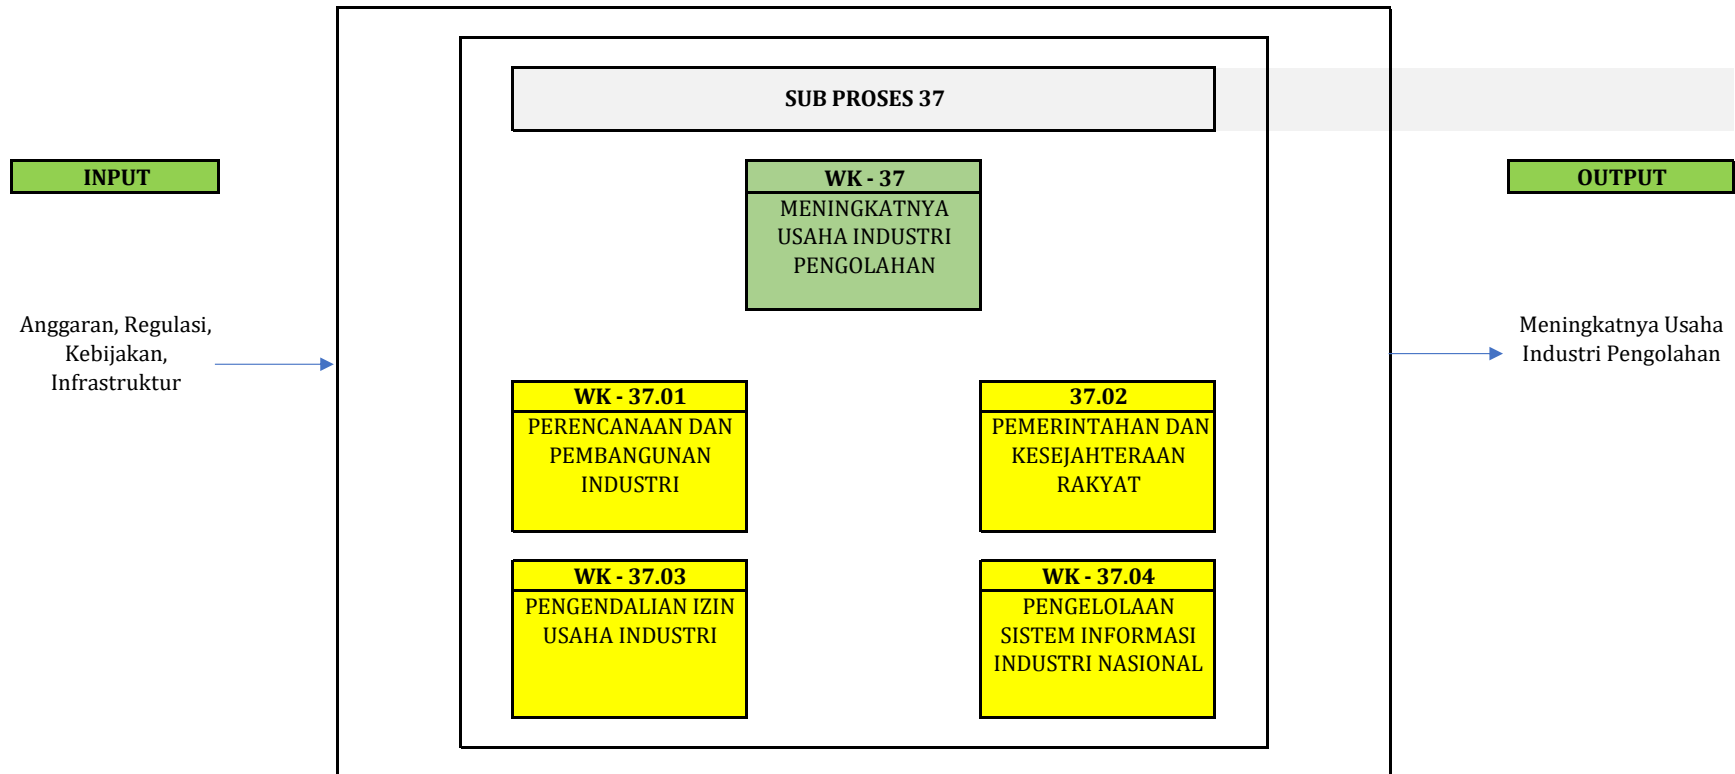 SUB PROSES 37
INPUT
WK - 37
OUTPUT
MENINGKATNYA
USAHA INDUSTRI
PENGOLAHAN
Anggaran, Regulasi,
Kebijakan,
Infrastruktur
Meningkatnya Usaha
Industri Pengolahan
WK - 37.01
PERENCANAAN DAN
PEMBANGUNAN
INDUSTRI
37.02
PEMERINTAHAN DAN
KESEJAHTERAAN
RAKYAT
WK - 37.03
PENGENDALIAN IZIN
USAHA INDUSTRI
WK - 37.04
PENGELOLAAN
SISTEM INFORMASI
INDUSTRI NASIONAL